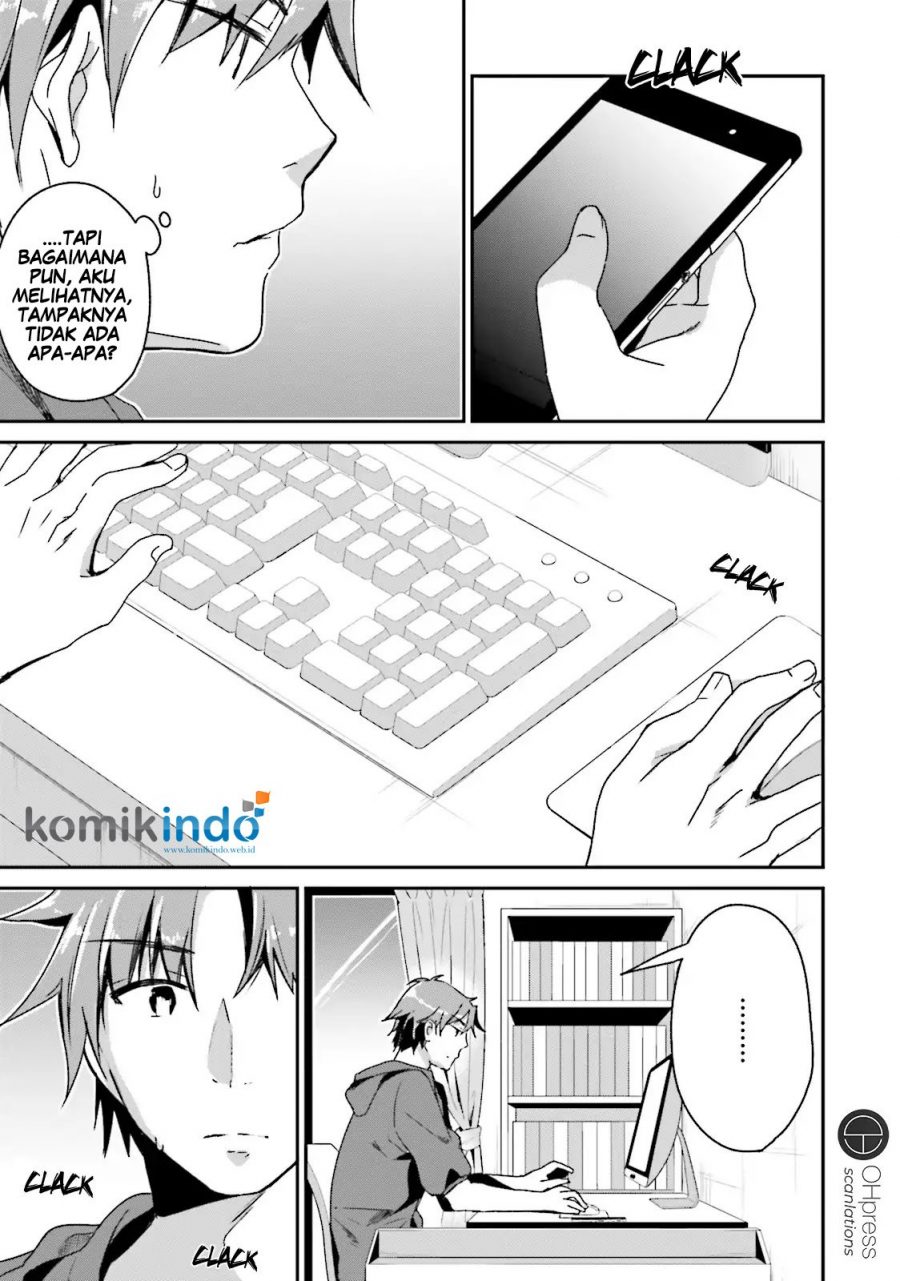 CLACK
....TAPI
BAGAIMANA
PUN, AKU
MELIHATNYA,
TAMPAKNYA
TIDAK ADA
APA-APA?
CLACK
komikindo
www.komikindo.web.id
.........
CLACK
CLACK
OHpress
scanlations